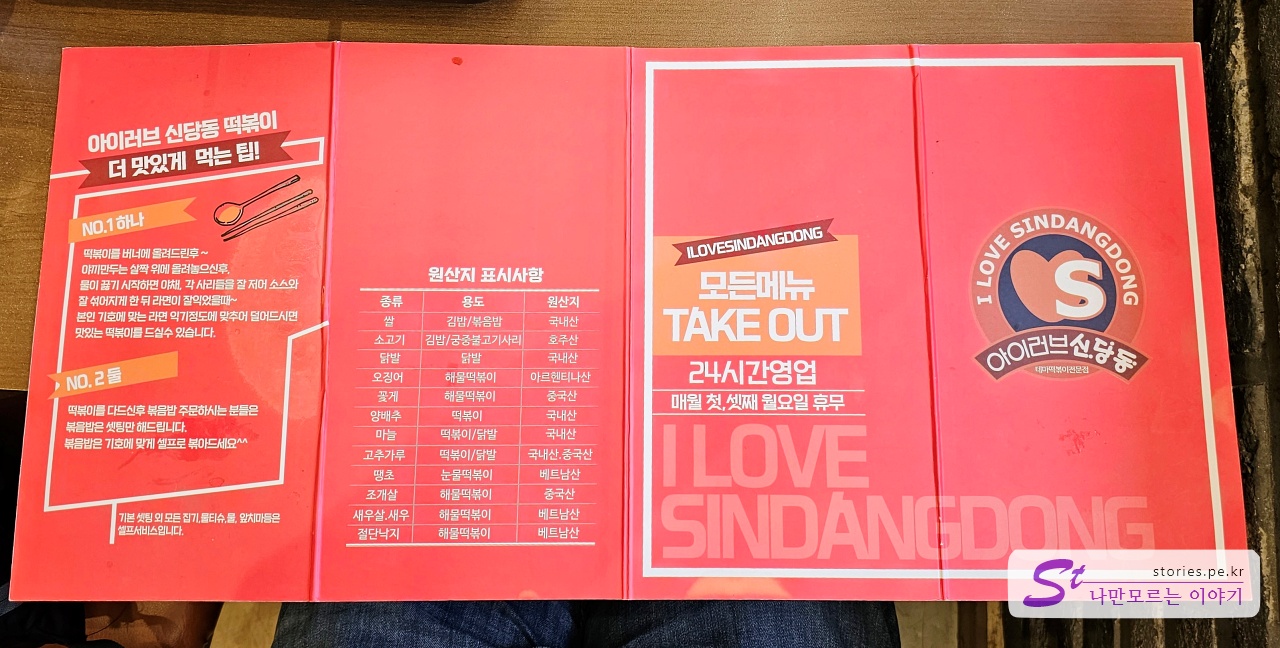 아이러브 신당동 떡볶이
더 맛있게 먹는 팁!
NO.1 하나
떡볶이를 버너에 올려드린후 ~
야끼만두는 살짝 위에 올려놓으신후,
물이 끓기 시작하면 야채, 각 사리들을 잘 저어 소스와
잘 섞어지게 한 뒤 라면이 잘익었을때~
본인 기호에 맞는 라면 익기정도에 맞추어 덜어드시면
맛있는 떡볶이를 드실수 있습니다.
NO. 2 둘
떡볶이를 다드신후 볶음밥 주문하시는 분들은
볶음밥은 셋팅만 해드립니다.
볶음밥은 기호에 맞게 셀프로 볶아드세요^^
기본 셋팅 외 모든 집기,물티슈,물, 앞치마등은
셀프서비스입니다.
원산지 표시사항
종류 용도 원산지
쌀 김밥/볶음밥 국내산
소고기 김밥/궁중불고기사리 호주산
닭발 닭발 국내산
오징어 해물떡볶이 아르헨티나산
꽃게 해물떡볶이 중국산
양배추 떡볶이 국내산
마늘 떡볶이/닭발 국내산
고추가루 떡볶이/닭발 국내산.중국산
땡초 눈물떡볶이 베트남산
조개살 해물떡볶이 중국산
새우살.새우 해물떡볶이 베트남산
절단낙지 해물떡볶이 베트남산
ILOVESINDANGDONG
모든메뉴
TAKE OUT
24시간영업
매월 첫,셋째 월요일 휴무
I LOVE
SINDANGDONG
I LOVE SINDANGDONG
S
아이러브신당동
테마떡볶이전문점
St
stories.pe.kr
나만모르는 이야기